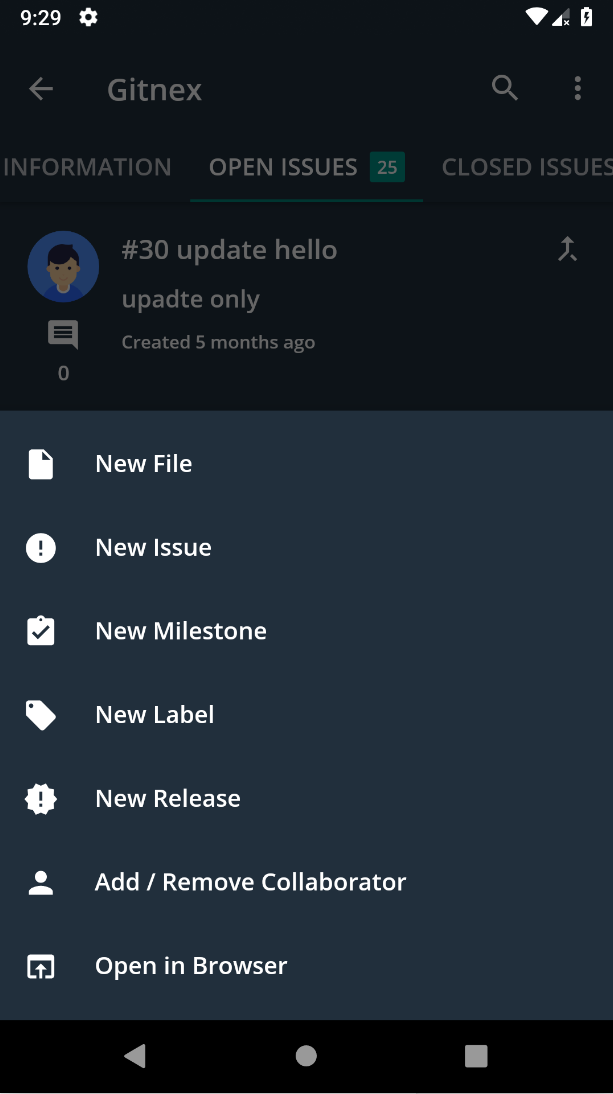 9:29
Gitnex
INFORMATION OPEN ISSUES 25 CLOSED ISSUES
#30 update hello
upadte only
Created 5 months ago
0
New File
New Issue
New Milestone
New Label
New Release
Add / Remove Collaborator
Open in Browser